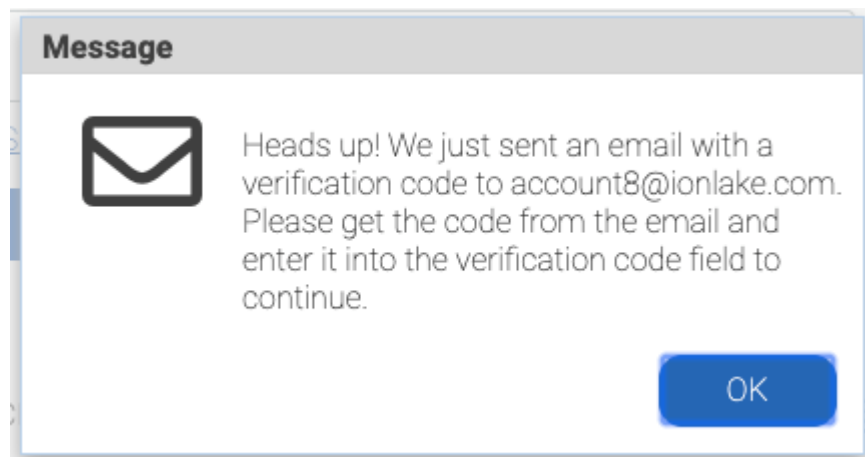 Message
Heads up! We just sent an email with a
verification code to account8@ionlake.com.
Please get the code from the email and
enter it into the verification code field to
continue.
OK